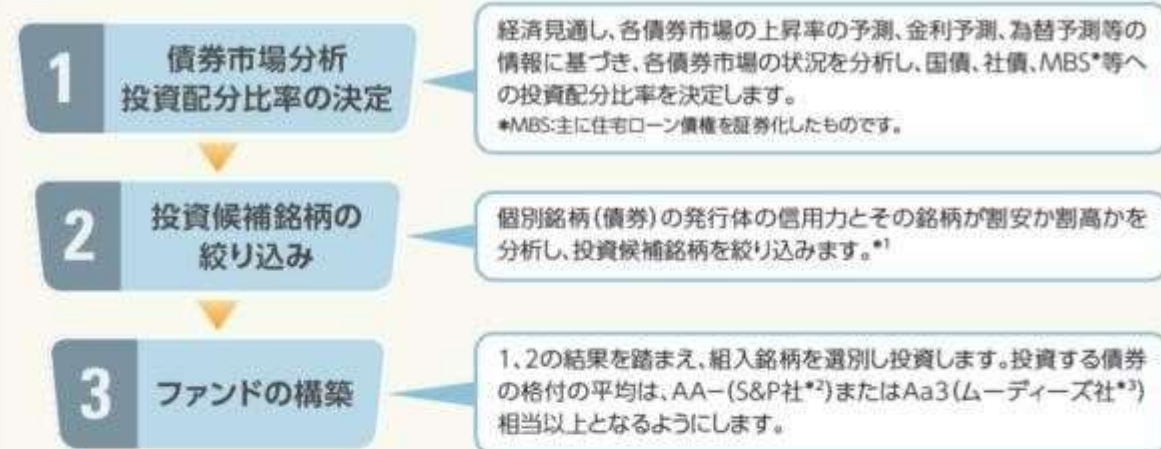 1
債券市場分析
投資配分比率の決定
経済見通し、各債券市場の上昇率の予測、金利予測、為替予測等の
情報に基づき、各債券市場の状況を分析し、国債、社債、MBS*等へ
の投資配分比率を決定します。
*MBS:主に住宅ローン債権を証券化したものです。
2
投資候補銘柄の
絞り込み
個別銘柄(債券)の発行体の信用力とその銘柄が割安か割高かを
分析し、投資候補銘柄を絞り込みます。*1
3
ファンドの構築
1、2の結果を踏まえ、組入銘柄を選別し投資します。投資する債券
の格付の平均は、AA−(S&P社*2)またはAa3(ムーディーズ社*3)
相当以上となるようにします。